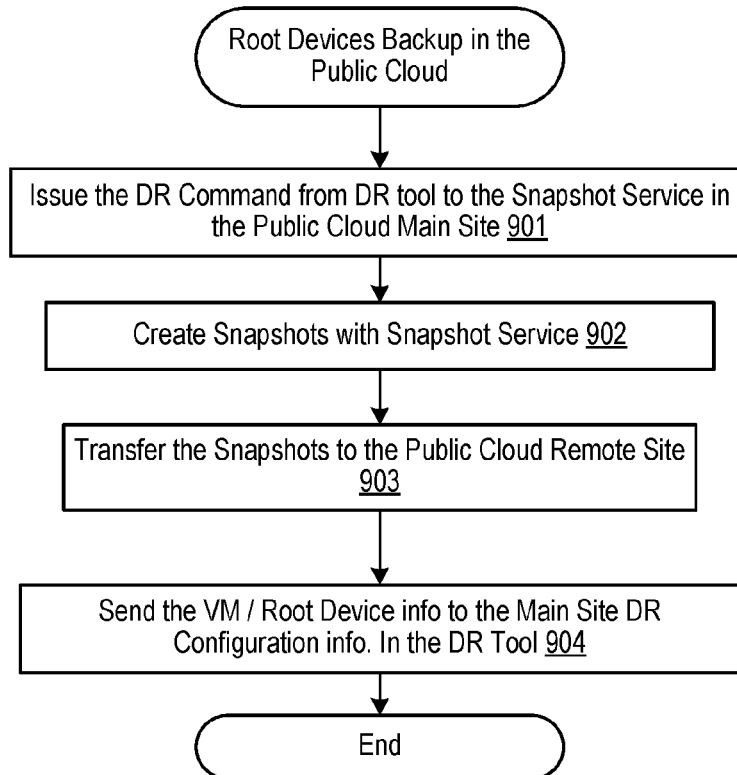 Root Devices Backup in the
Public Cloud
Issue the DR Command from DR tool to the Snapshot Service in
the Public Cloud Main Site 901
Create Snapshots with Snapshot Service 902
Transfer the Snapshots to the Public Cloud Remote Site
903
Send the VM / Root Device info to the Main Site DR
Configuration info. In the DR Tool 904
End